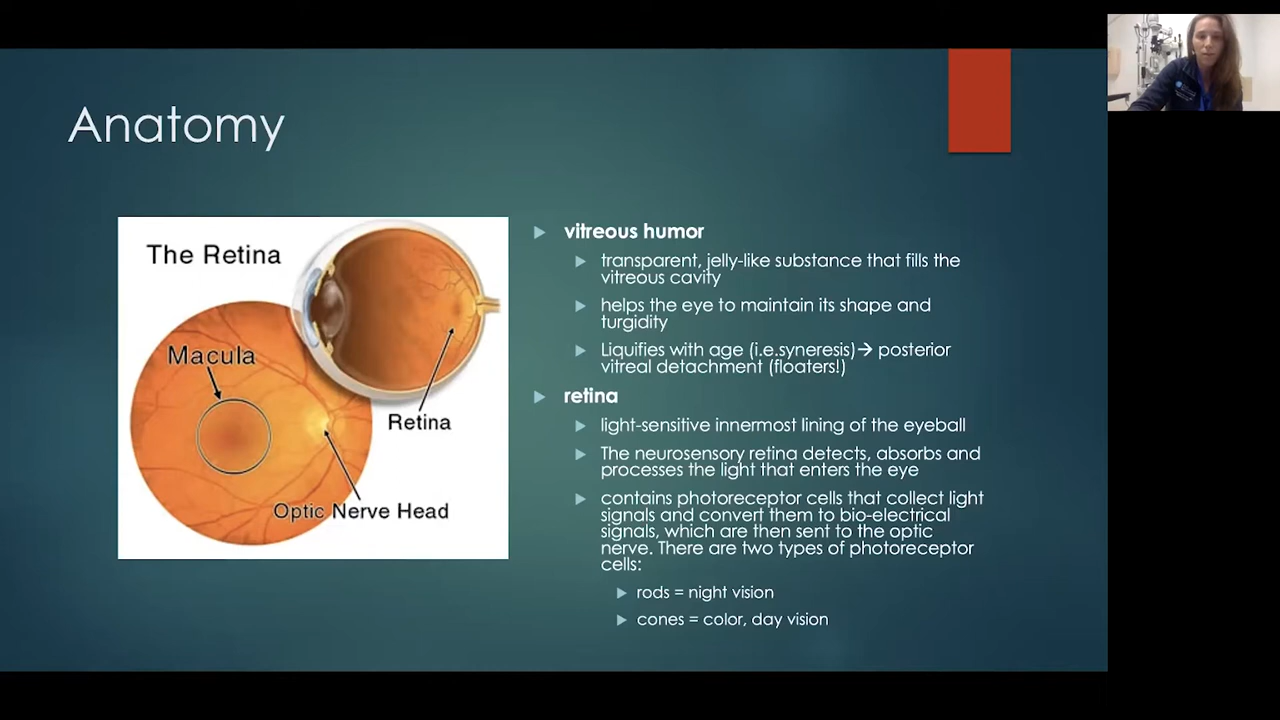 Anatomy
The Retina
Macula
Retina
Optic Nerve Head
vitreous humor
transparent, jelly-like substance that fills the
vitreous cavity
helps the eye to maintain its shape and
turgidity
Liquifies with age (i.e.syneresis)→ posterior
vitreal detachment (floaters!)
retina
light-sensitive innermost lining of the eyeball
The neurosensory retina detects, absorbs and
processes the light that enters the eye
contains photoreceptor cells that collect light
signals and convert them to bio-electrical
signals, which are then sent to the optic
nerve. There are two types of photoreceptor
cells:
rods = night vision
cones = color, day vision